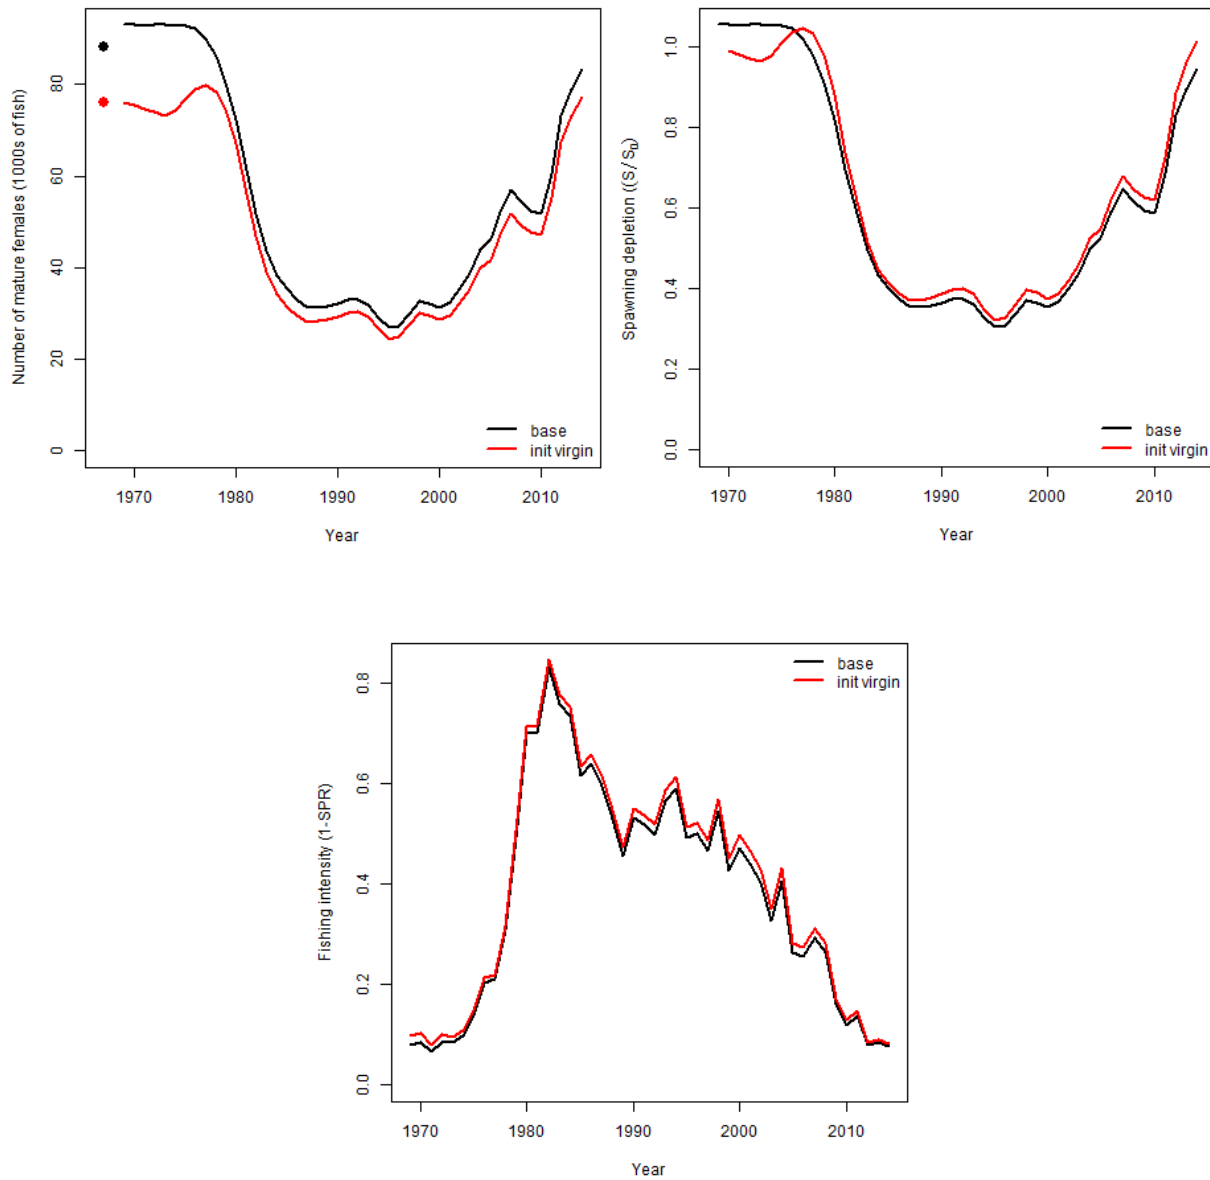 Number of mature females (1000s of fish)
80
60
40
20
0
base
init virgin
1970
1980
1990
2000
2010
Year
Spawning depletion ((S/S0)
1.0
0.8
0.6
0.4
0.2
0.0
base
init virgin
1970
1980
1990
2000
2010
Year
Fishing intensity (1-SPR)
0.8
0.6
0.4
0.2
0.0
base
init virgin
1970
1980
1990
2000
2010
Year